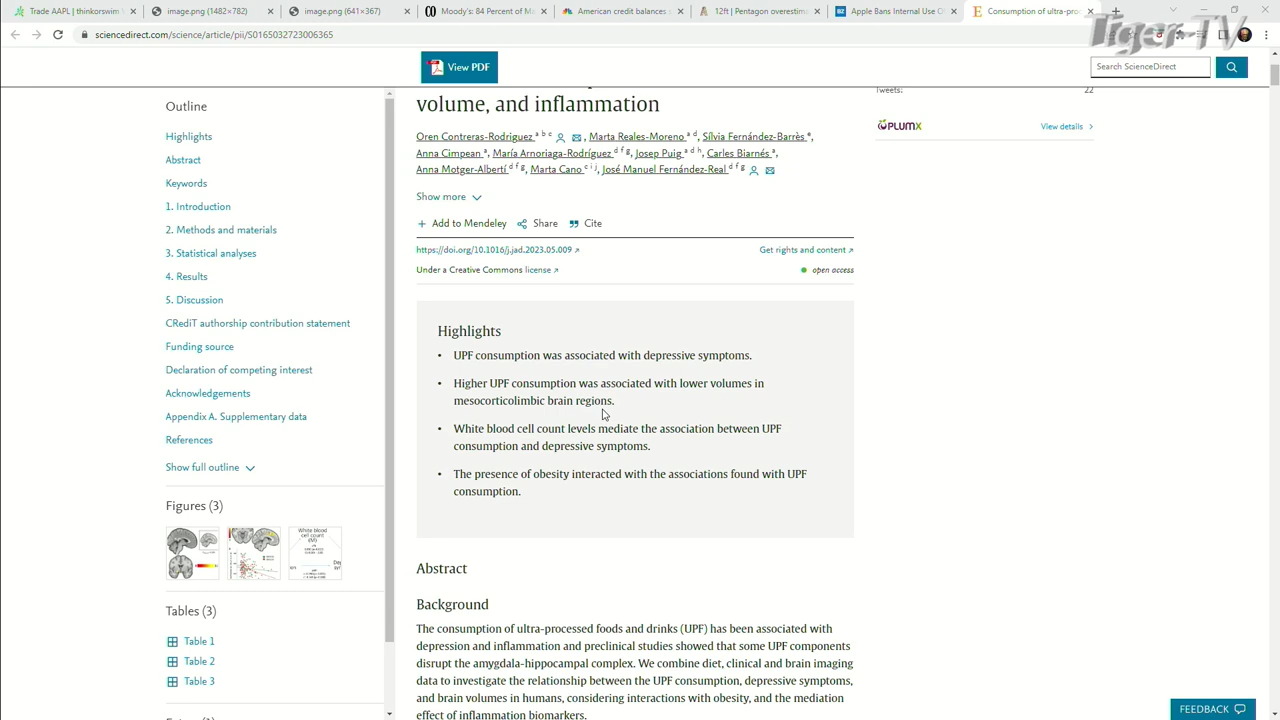 Trade AAPL | thinkorswim
image.png (1482×782)
image.png (641×367)
Moody's: 84 Percent of M
American credit balances
12ft | Pentagon overestim
Apple Bans Internal Use O
Consumption of ultra-pro
Tiger TV
sciencedirect.com/science/article/pii/S0165032723006365
View PDF
Search ScienceDirect
volume, and inflammation
Oren Contreras-Rodriguez a b c , Marta Reales-Moreno a d, Sílvia Fernández-Barrès e,
Anna Cimpean a, María Arnoriaga-Rodríguez d f g, Josep Puig a d h, Carles Biarnés a,
Anna Motger-Albertí d f g, Marta Cano c i j, José Manuel Fernández-Real d f g
Show more
Add to Mendeley Share Cite
https://doi.org/10.1016/j.jad.2023.05.009 ↗ Get rights and content ↗
Under a Creative Commons license ↗ open access
Highlights
• UPF consumption was associated with depressive symptoms.
• Higher UPF consumption was associated with lower volumes in
mesocorticolimbic brain regions.
• White blood cell count levels mediate the association between UPF
consumption and depressive symptoms.
• The presence of obesity interacted with the associations found with UPF
consumption.
Abstract
Background
The consumption of ultra-processed foods and drinks (UPF) has been associated with
depression and inflammation and preclinical studies showed that some UPF components
disrupt the amygdala-hippocampal complex. We combine diet, clinical and brain imaging
data to investigate the relationship between the UPF consumption, depressive symptoms,
and brain volumes in humans, considering interactions with obesity, and the mediation
effect of inflammation biomarkers.
Outline
Highlights
Abstract
Keywords
1. Introduction
2. Methods and materials
3. Statistical analyses
4. Results
5. Discussion
CRediT authorship contribution statement
Funding source
Declaration of competing interest
Acknowledgements
Appendix A. Supplementary data
References
Show full outline
Figures (3)
White blood
cell count
(M)
Tables (3)
Table 1
Table 2
Table 3
Tweets: 22
PLUMX View details
FEEDBACK